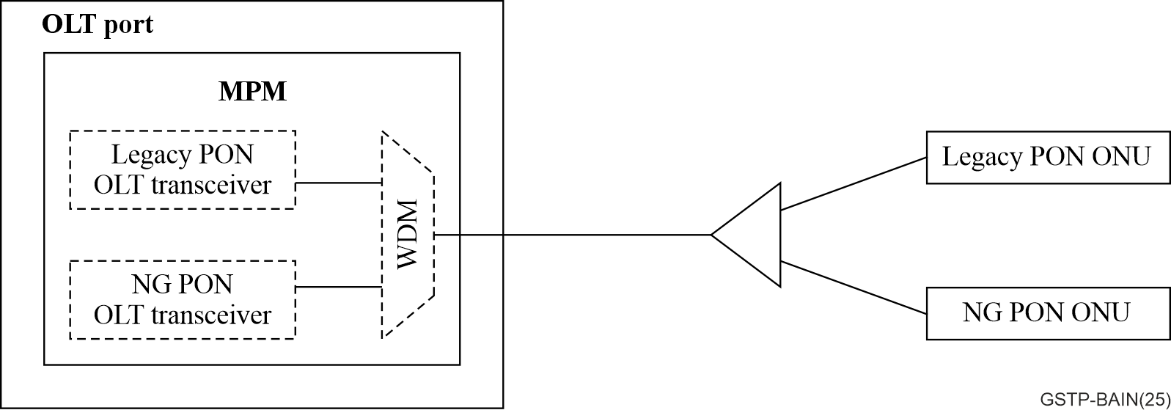 OLT port
MPM
Legacy PON
OLT transceiver
NG PON
OLT transceiver
WDM
Legacy PON ONU
NG PON ONU
GSTP-BAIN(25)